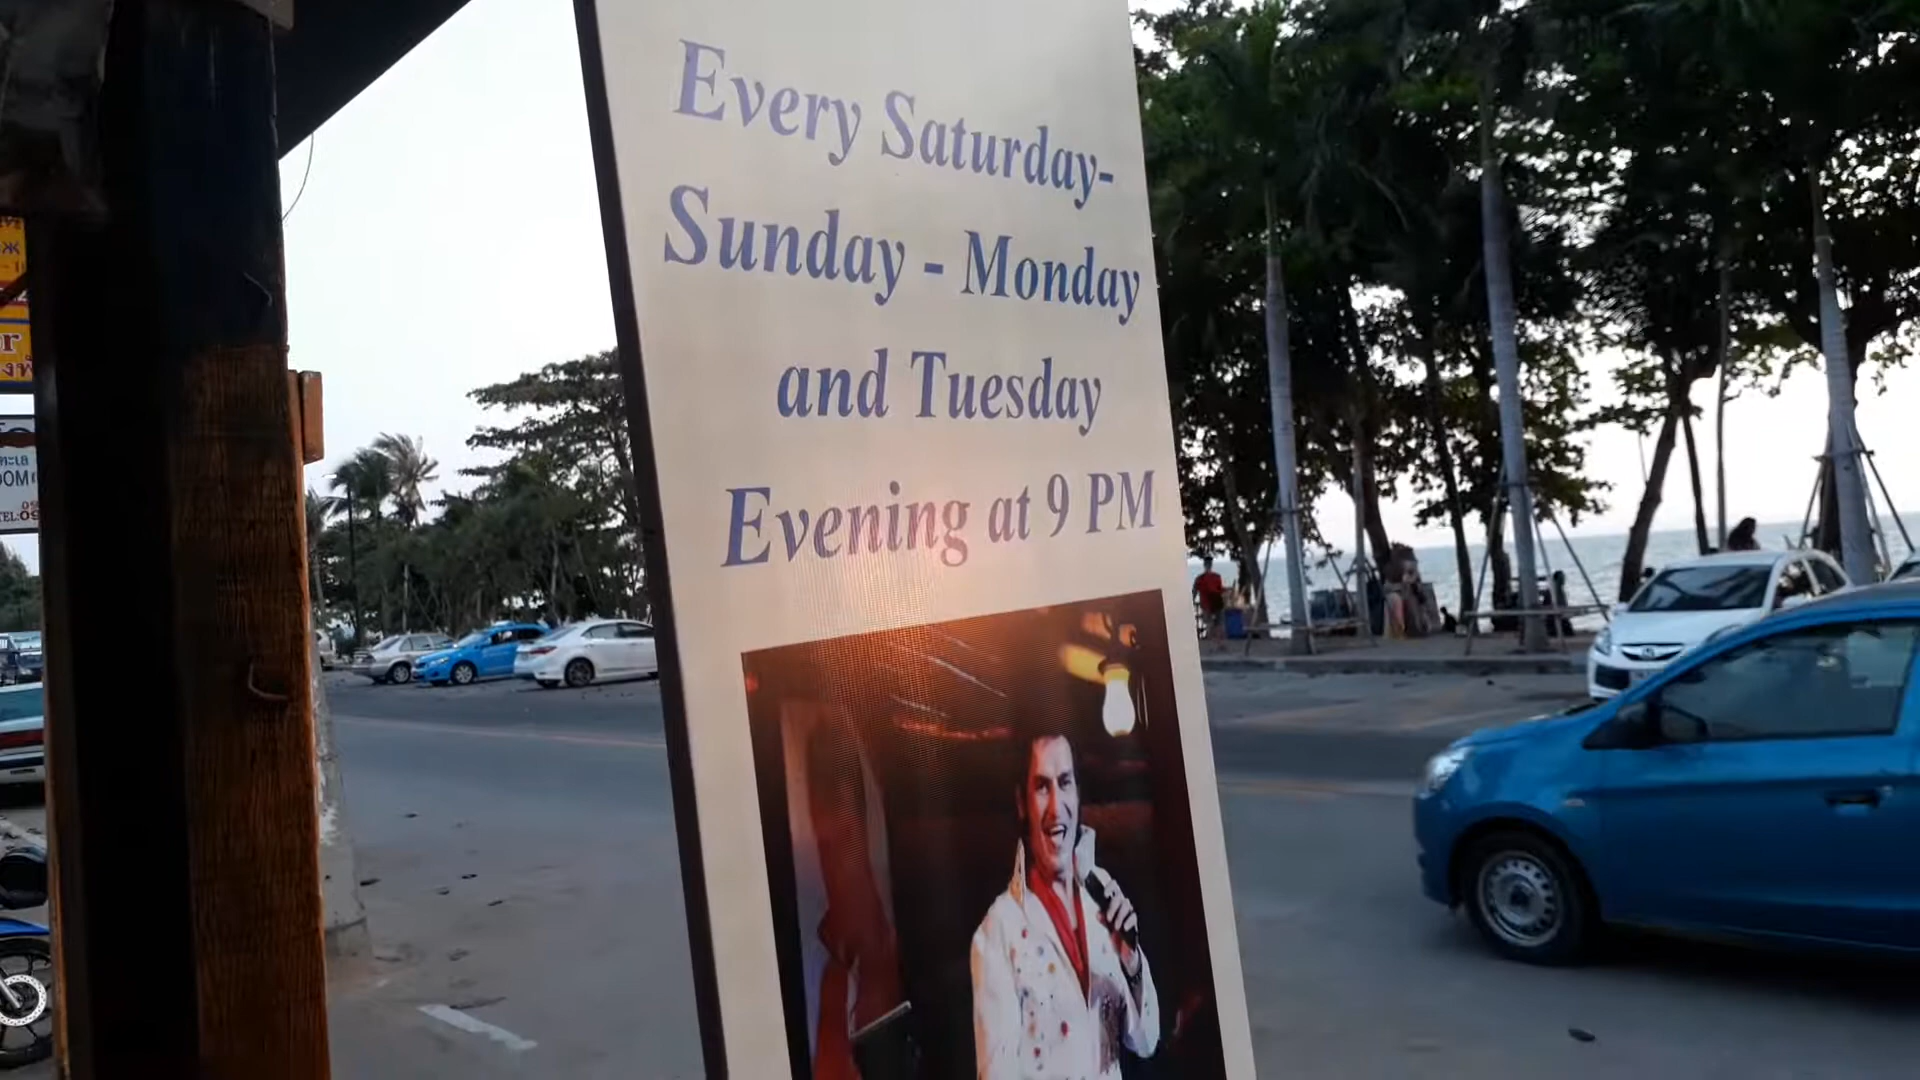 Every Saturday-
Sunday - Monday
and Tuesday
Evening at 9 PM